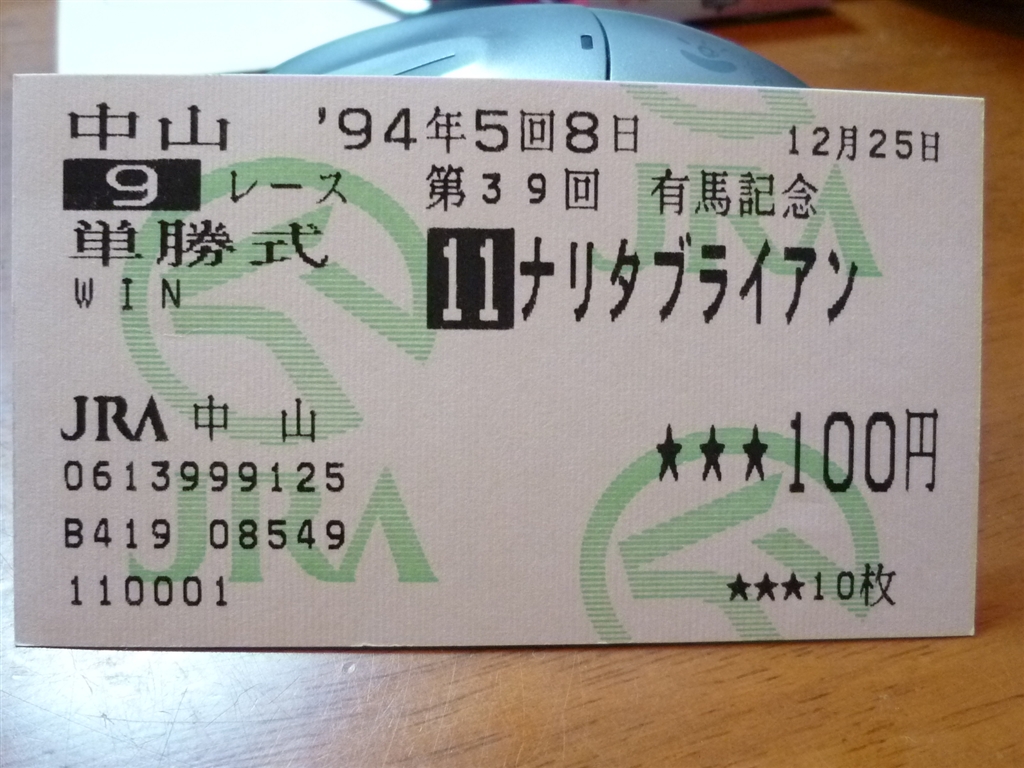 中山 '94年5回8日 12月25日
9 レース 第39回 有馬記念
単勝式 11 ナリタブライアン
WIN
JRA 中 山 ★★★100円
0613999125
B419 08549
110001 ★★★10枚
JRA
JRA